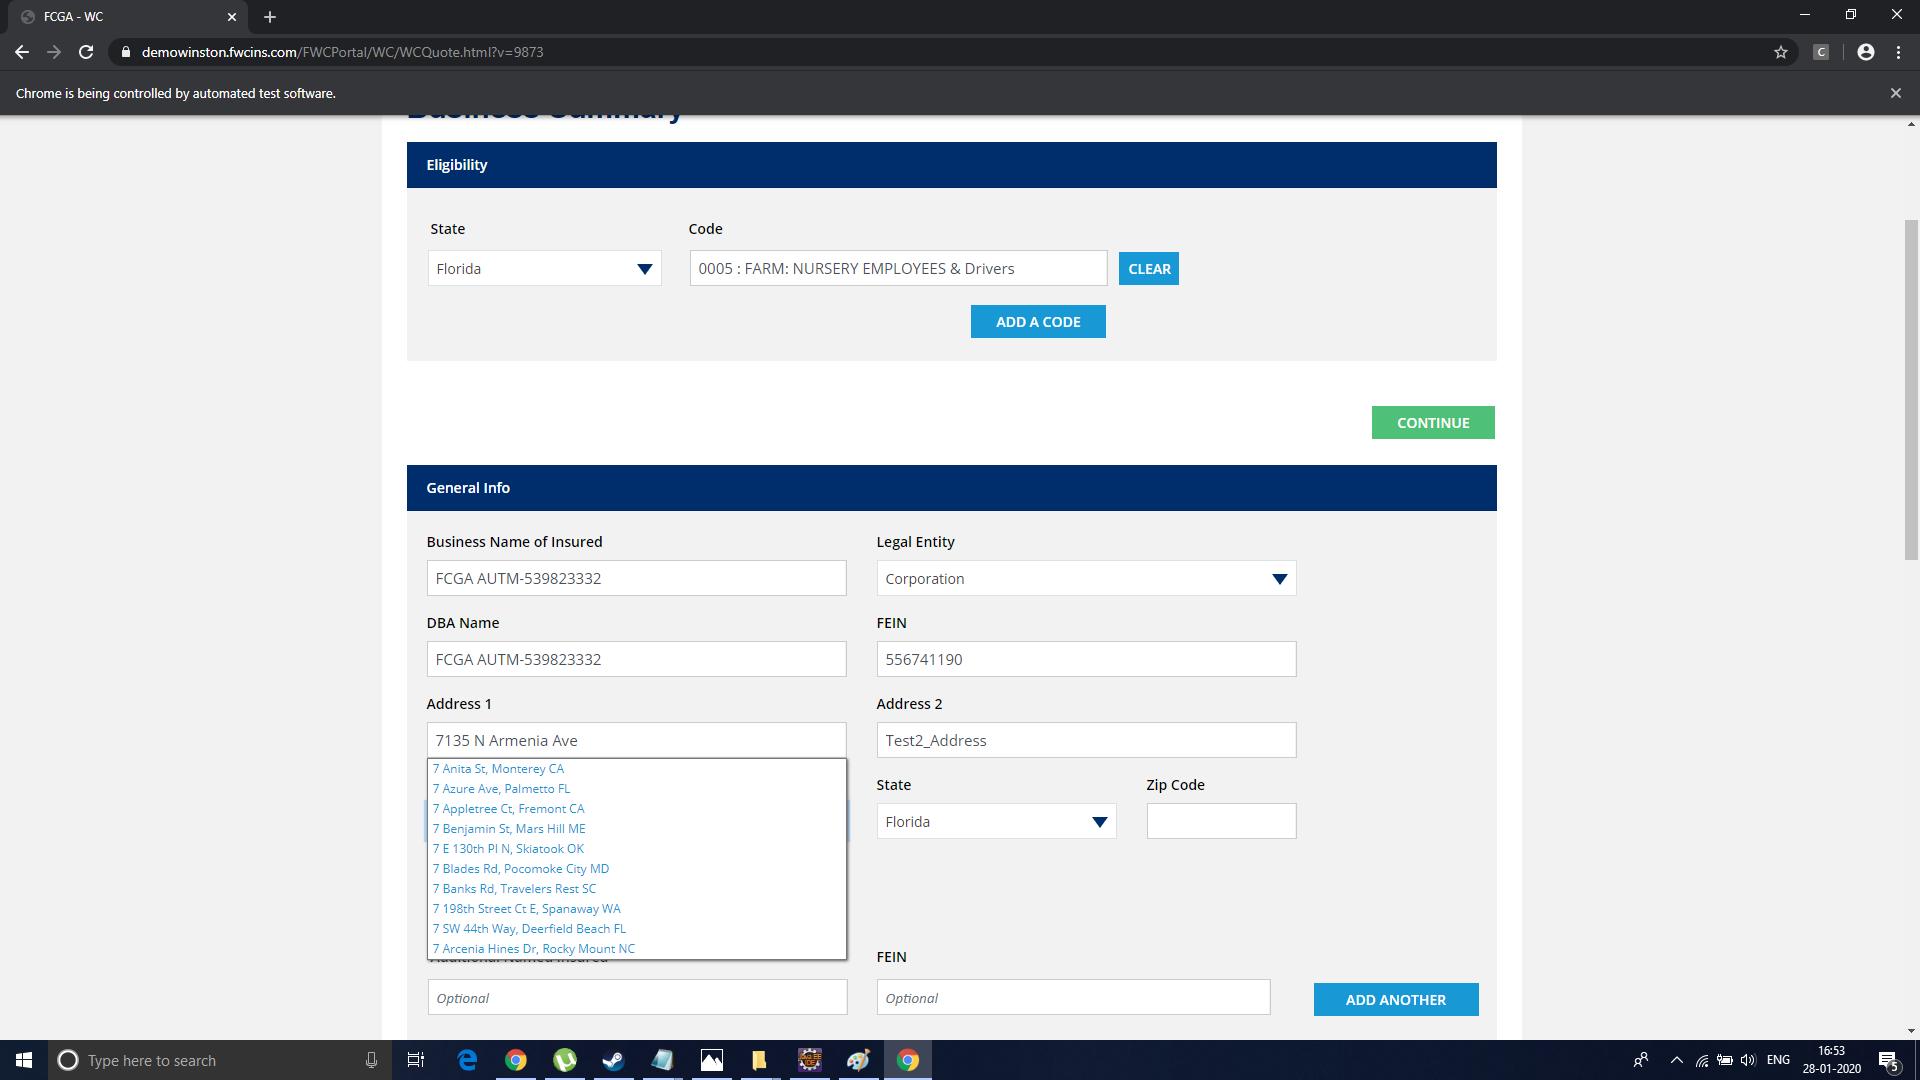 FCGA - WC
demowinston.fwcins.com/FWCPortal/WC/WCQuote.html?v=9873
C
Chrome is being controlled by automated test software.
Business Summary
Eligibility
State
Code
Florida
0005 : FARM: NURSERY EMPLOYEES & Drivers
CLEAR
ADD A CODE
CONTINUE
General Info
Business Name of Insured
Legal Entity
FCGA AUTM-539823332
Corporation
DBA Name
FEIN
FCGA AUTM-539823332
556741190
Address 1
Address 2
7135 N Armenia Ave
Test2_Address
7 Anita St, Monterey CA
7 Azure Ave, Palmetto FL
7 Appletree Ct, Fremont CA
7 Benjamin St, Mars Hill ME
7 E 130th Pl N, Skiatook OK
7 Blades Rd, Pocomoke City MD
7 Banks Rd, Travelers Rest SC
7 198th Street Ct E, Spanaway WA
7 SW 44th Way, Deerfield Beach FL
7 Arcenia Hines Dr, Rocky Mount NC
State
Zip Code
Florida
Additional Named Insured
FEIN
Optional
Optional
ADD ANOTHER
Type here to search
ENG
16:53
28-01-2020
5